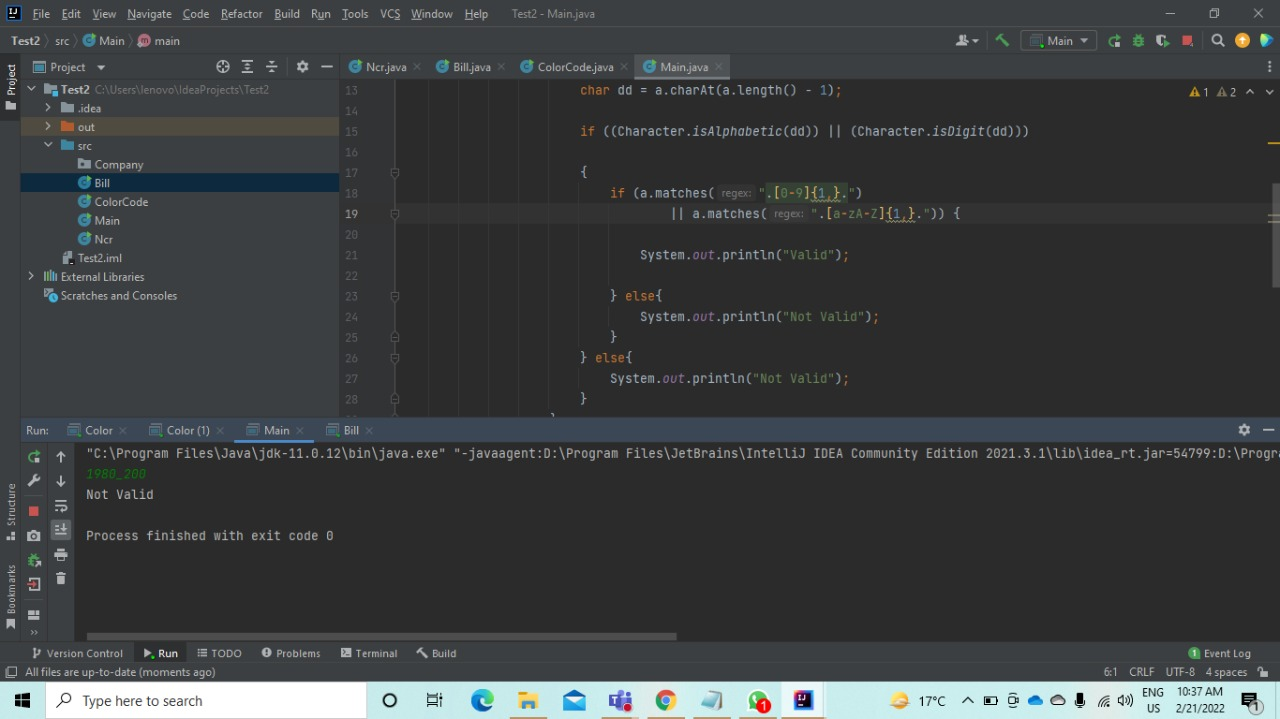 File Edit View Navigate Code Refactor Build Run Tools VCS Window Help Test2 - Main.java
Test2 src Main main Main
Project Ncr.java Bill.java ColorCode.java Main.java
Project
Test2 C:\Users\lenovo\IdeaProjects\Test2
.idea
out
src
Company
Bill
ColorCode
Main
Ncr
Test2.iml
External Libraries
Scratches and Consoles
1 2
13 char dd = a.charAt(a.length() - 1);
14
15 if ((Character.isAlphabetic(dd)) || (Character.isDigit(dd)))
16
17 {
18 if (a.matches( regex: ".[0-9]{1,}.")
19 || a.matches( regex: ".[a-zA-Z]{1,}.")) {
20
21 System.out.println("Valid");
22
23 } else{
24 System.out.println("Not Valid");
25 }
26 } else{
27 System.out.println("Not Valid");
28 }
Run: Color Color (1) Main Bill
"C:\Program Files\Java\jdk-11.0.12\bin\java.exe" "-javaagent:D:\Program Files\JetBrains\IntelliJ IDEA Community Edition 2021.3.1\lib\idea_rt.jar=54799:D:\Progra
1980_200
Not Valid
Process finished with exit code 0
Structure
Bookmarks
Version Control Run TODO Problems Terminal Build 1 Event Log
All files are up-to-date (moments ago) 6:1 CRLF UTF-8 4 spaces
Type here to search 1 17°C ENG US 10:37 AM 2/21/2022 1